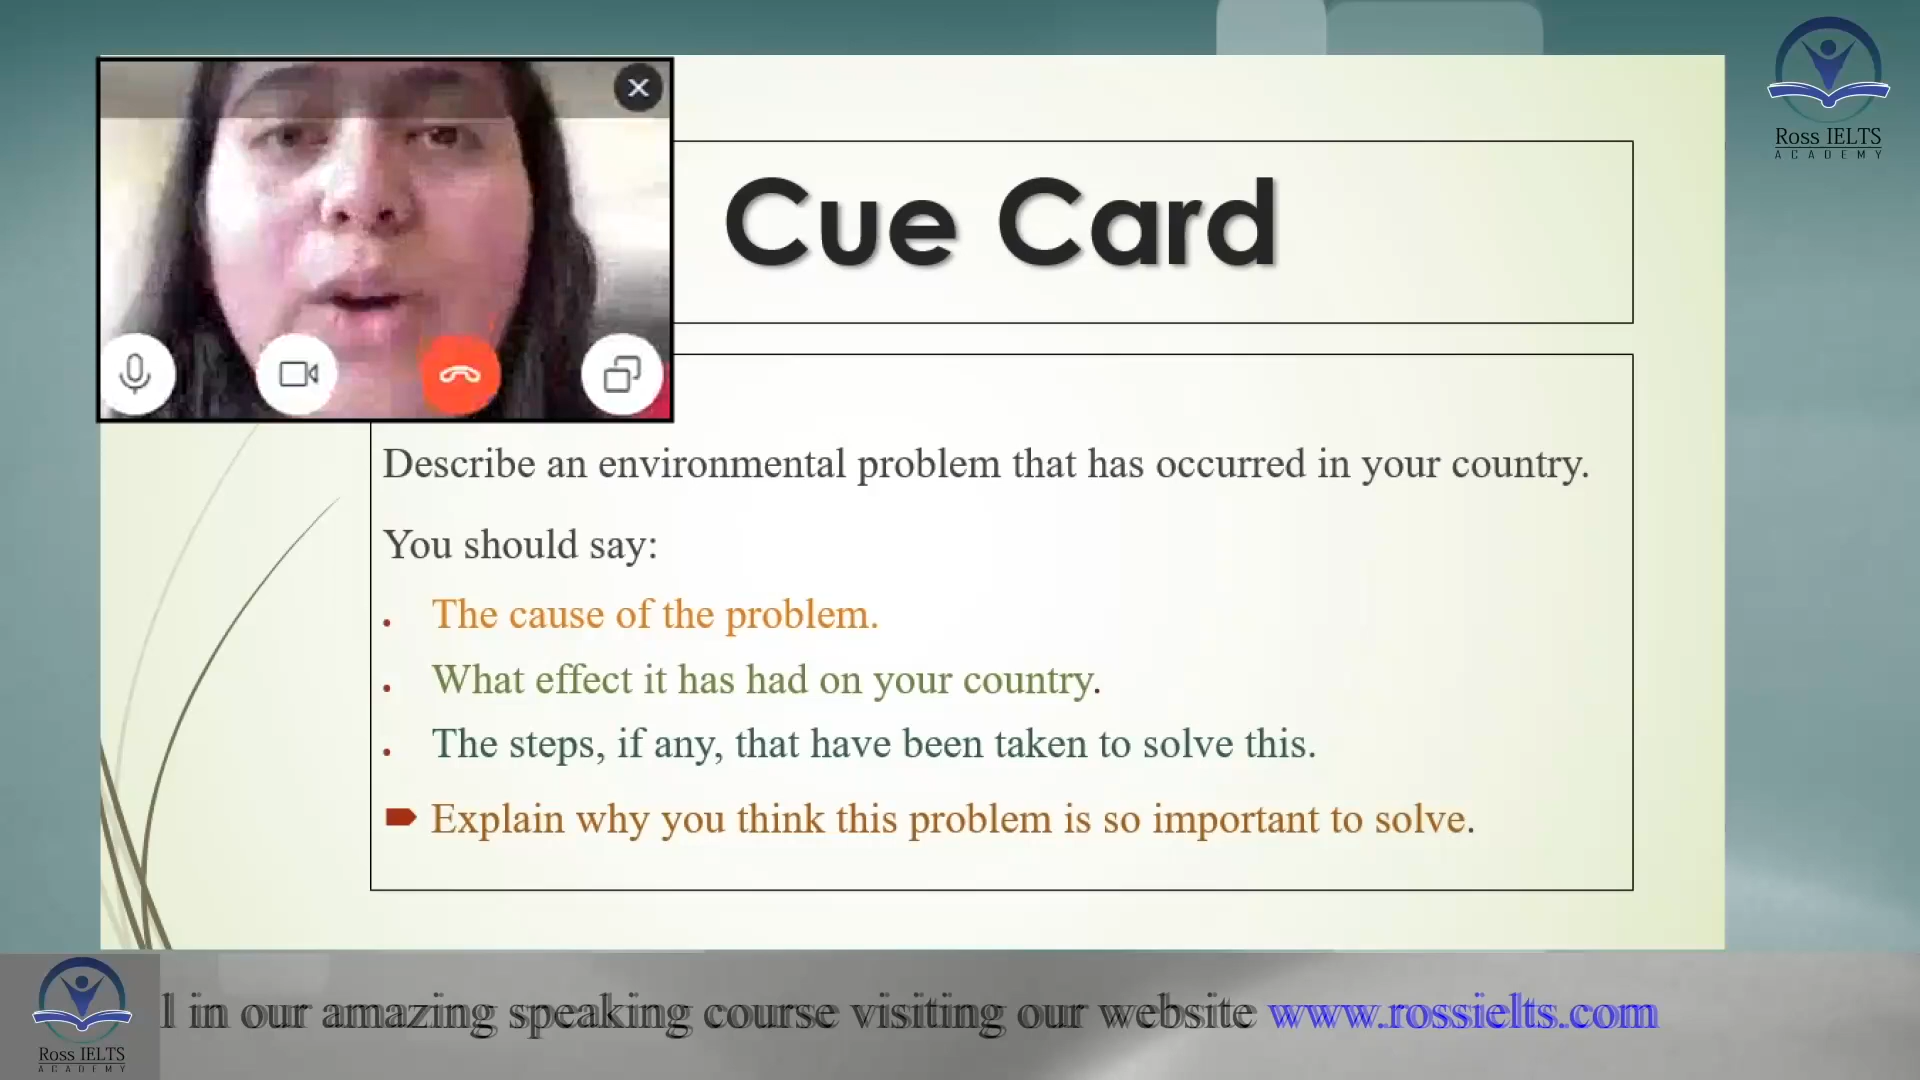 Ross IELTS
ACADEMY
Cue Card
Describe an environmental problem that has occurred in your country.
You should say:
The cause of the problem.
What effect it has had on your country.
The steps, if any, that have been taken to solve this.
Explain why you think this problem is so important to solve.
Ross IELTS
ACADEMY
l in our amazing speaking course visiting our website www.rossielts.com